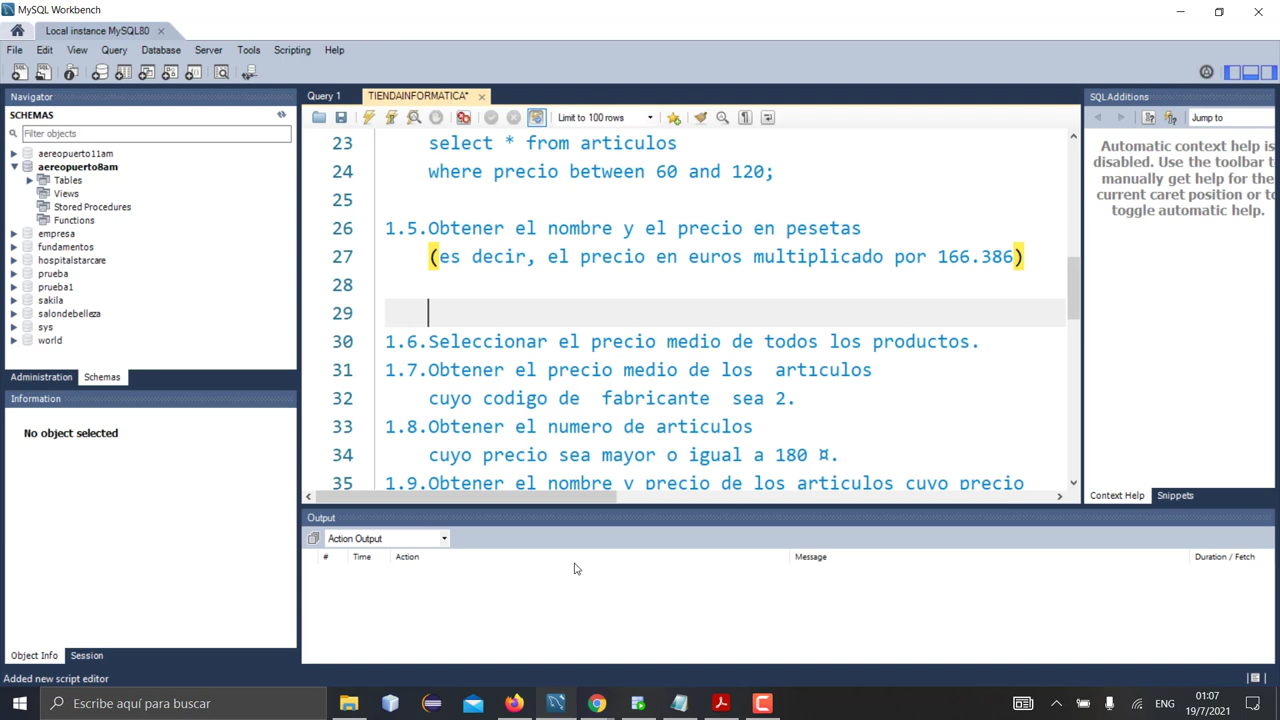 MySQL Workbench
Local instance MySQL80
File Edit View Query Database Server Tools Scripting Help
Navigator
SCHEMAS
Filter objects
aereopuerto11am
aereopuerto8am
Tables
Views
Stored Procedures
Functions
empresa
fundamentos
hospitalstarcare
prueba
prueba1
sakila
salondebelleza
sys
world
Administration Schemas
Information
No object selected
Object Info Session
Added new script editor
Query 1 TIENDAINFORMATICA*
Limit to 100 rows
23 select * from articulos
24 where precio between 60 and 120;
25
26 1.5.Obtener el nombre y el precio en pesetas
27 (es decir, el precio en euros multiplicado por 166.386)
28
29
30 1.6.Seleccionar el precio medio de todos los productos.
31 1.7.Obtener el precio medio de los artıculos
32 cuyo codigo de fabricante sea 2.
33 1.8.Obtener el numero de articulos
34 cuyo precio sea mayor o igual a 180 ¤.
35 1.9.Obtener el nombre y precio de los articulos cuyo precio
Output
Action Output
# Time Action Message Duration / Fetch
SQLAdditions
Jump to
Automatic context help is
disabled. Use the toolbar to
manually get help for the
current caret position or to
toggle automatic help.
Context Help Snippets
Escribe aquí para buscar
ENG
01:07
19/7/2021